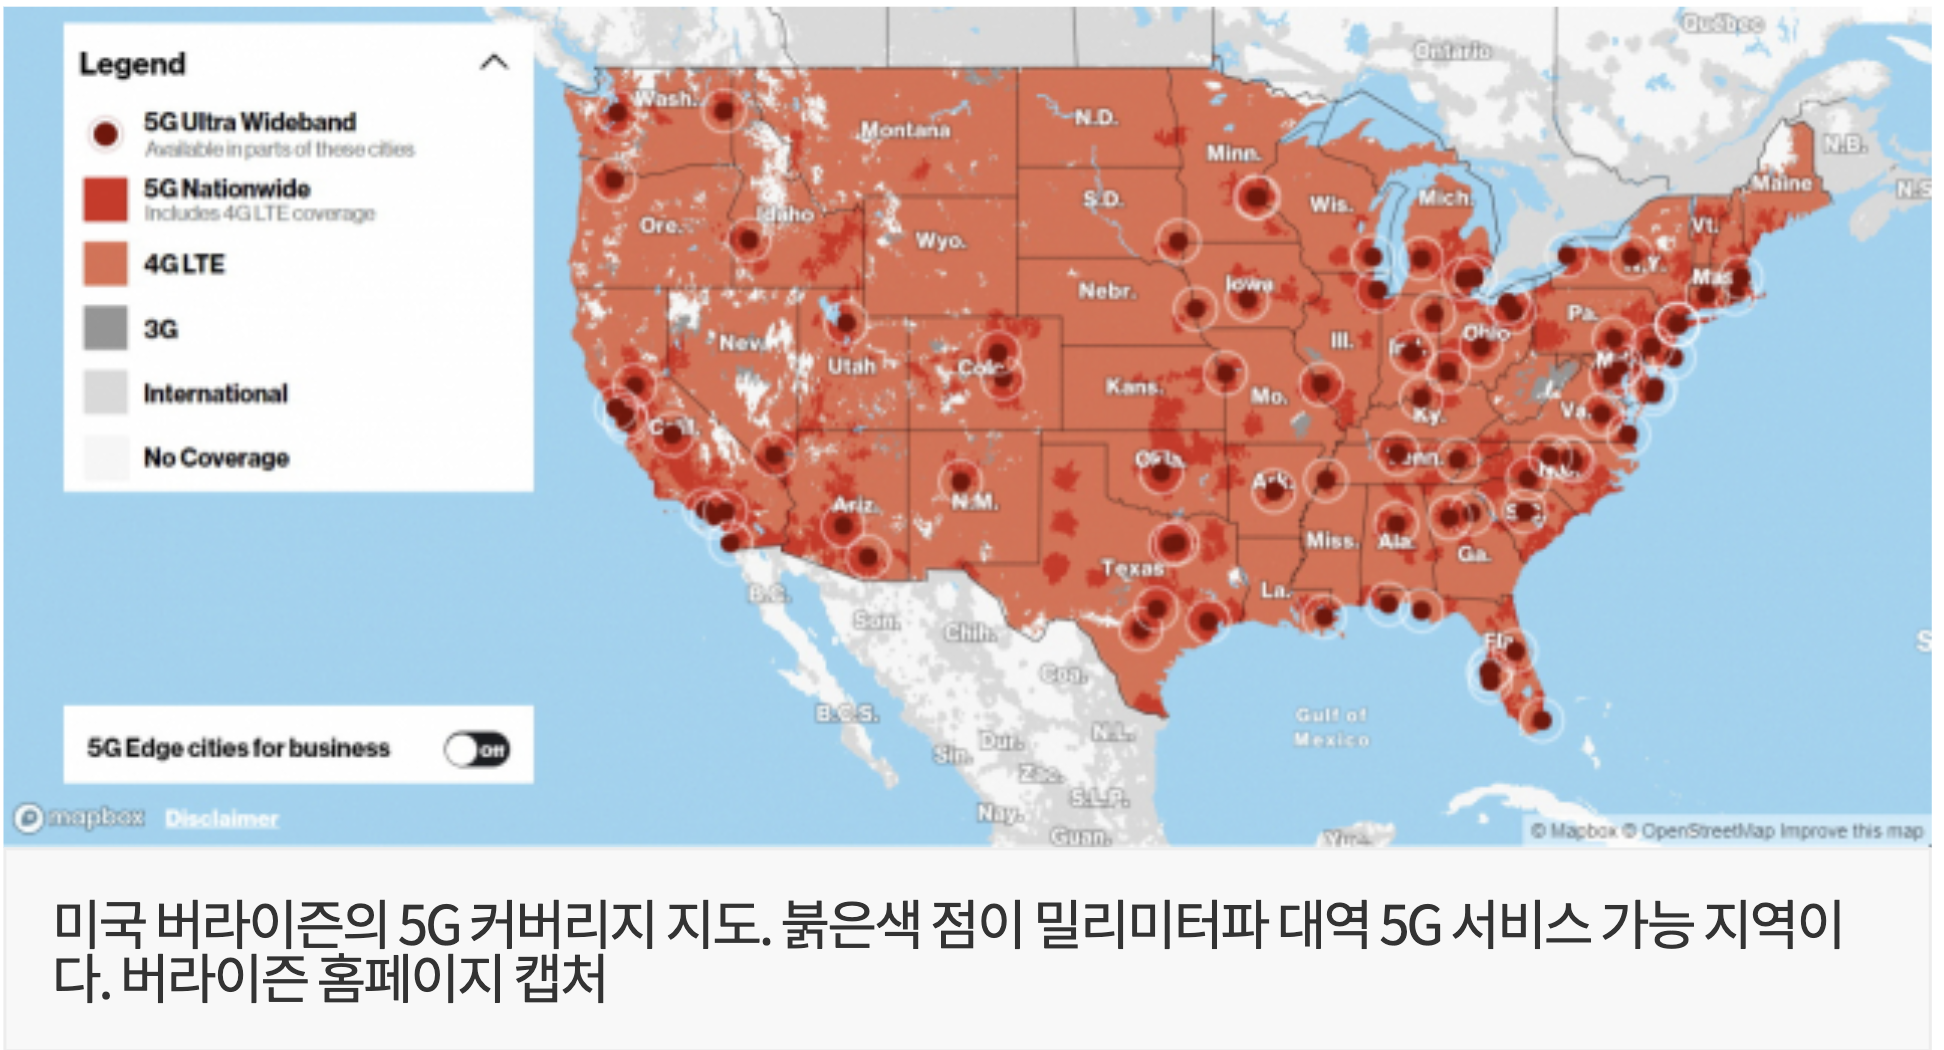 Legend
5G Ultra Wideband
Available in parts of these cities
5G Nationwide
Includes 4G LTE coverage
4G LTE
3G
International
No Coverage
5G Edge cities for business
Off
mapbox
Disclaimer
Québec
Ontario
Wash.
Montana
N.D.
Minn.
N.B.
Maine
N.S
Ore.
Idaho
Wyo.
S.D.
Wis.
Mich.
Vt.
N.Y.
Mas
Nev.
Utah
Nebr.
Iowa
Ill.
Ohio
Pa.
Kans.
Mo.
Ky.
Va.
Ariz.
N.M.
Okla.
Ark.
Texas
Miss.
Ala.
Ga.
La.
Fla.
B.C.
Son.
Chih.
Coa.
B.C.S.
Sin.
Dur.
N.L.
Gulf of
Mexico
Zac.
S.L.P.
Nay.
Guan.
© Mapbox © OpenStreetMap Improve this map
미국 버라이즌의 5G 커버리지 지도. 붉은색 점이 밀리미터파 대역 5G 서비스 가능 지역이
다. 버라이즌 홈페이지 캡처